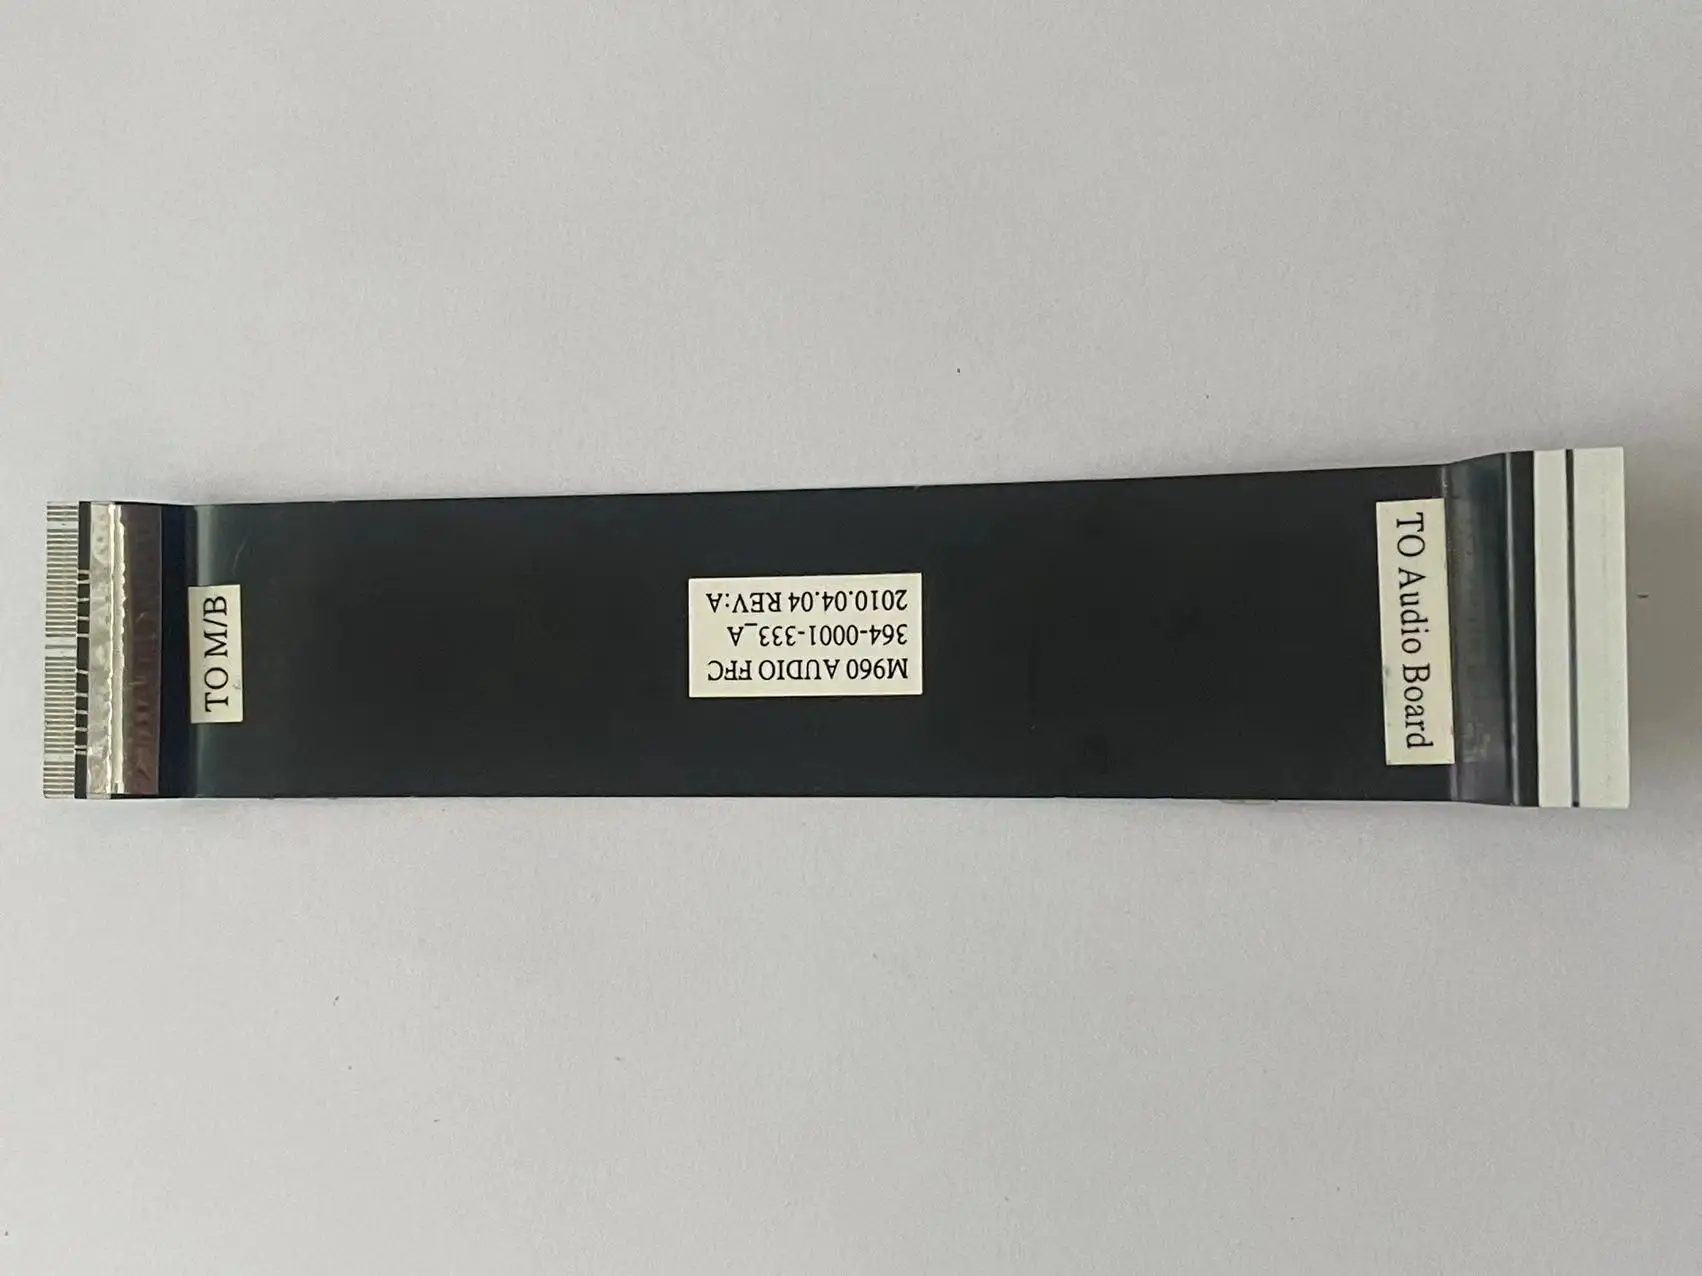 TO M/B
M960 AUDIO FFC
364-0001-333_A
2010.04.04 REV:A
TO Audio Board